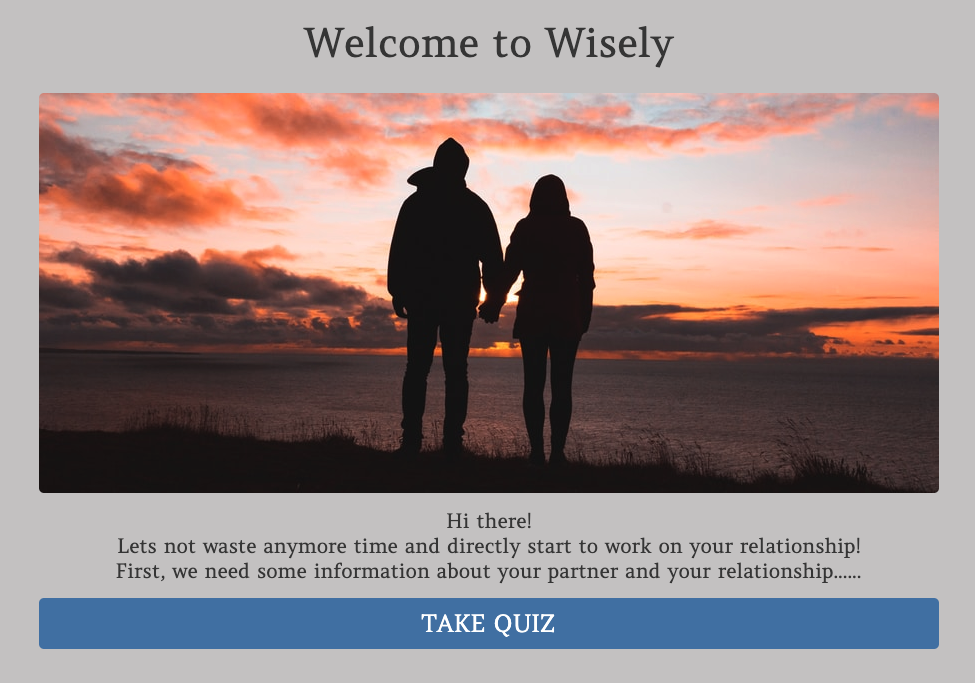 Welcome to Wisely
Hi there!
Lets not waste anymore time and directly start to work on your relationship!
First, we need some information about your partner and your relationship......
TAKE QUIZ